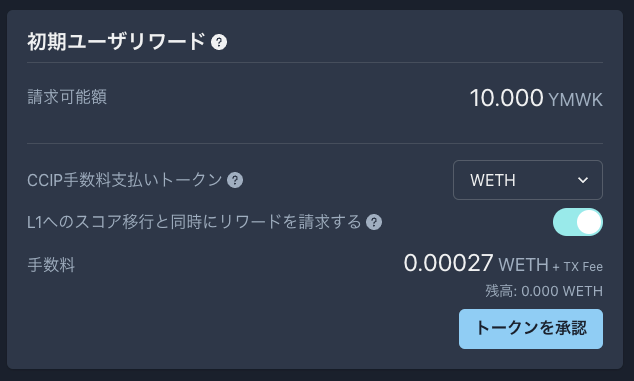 初期ユーザリワード ?
請求可能額
10.000 YMWK
CCIP手数料支払いトークン ?
WETH
L1へのスコア移行と同時にリワードを請求する ?
手数料
0.00027 WETH + TX Fee
残高: 0.000 WETH
トークンを承認